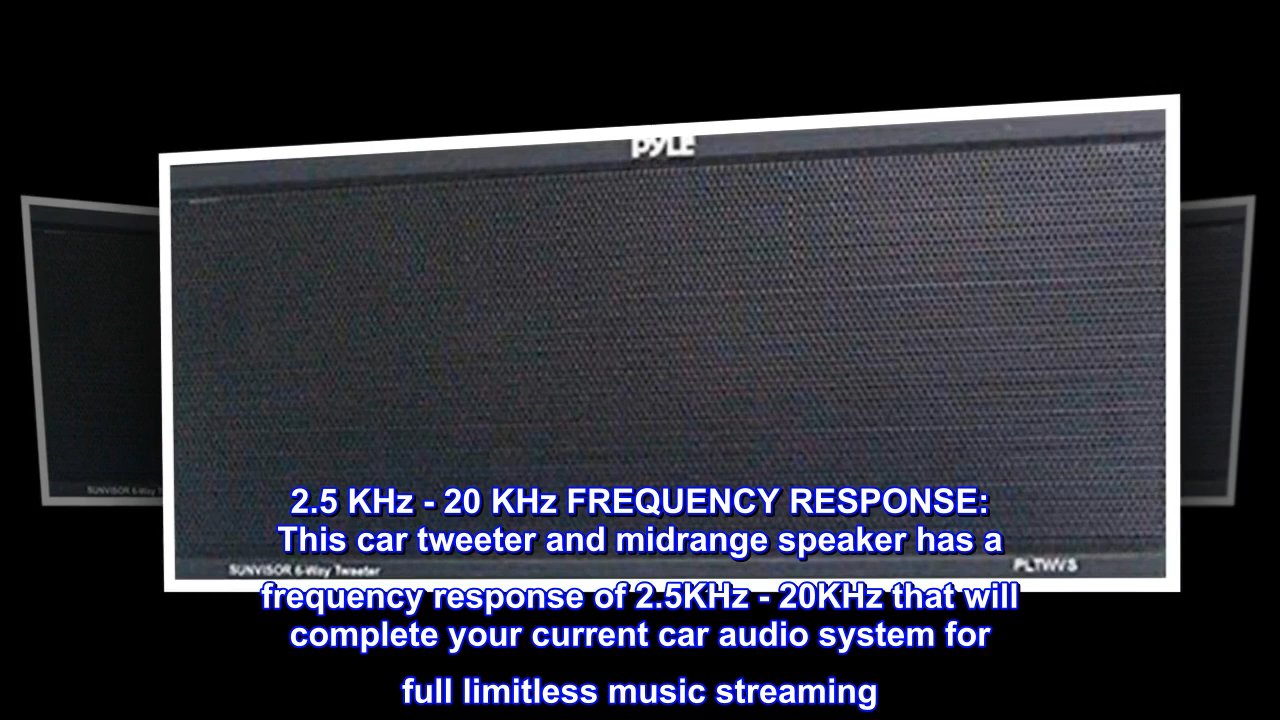 PYLE
2.5 KHz - 20 KHz FREQUENCY RESPONSE:
This car tweeter and midrange speaker has a
SUNVISOR 6-Way Tweeter
PLTWVS
frequency response of 2.5KHz - 20KHz that will
complete your current car audio system for
full limitless music streaming